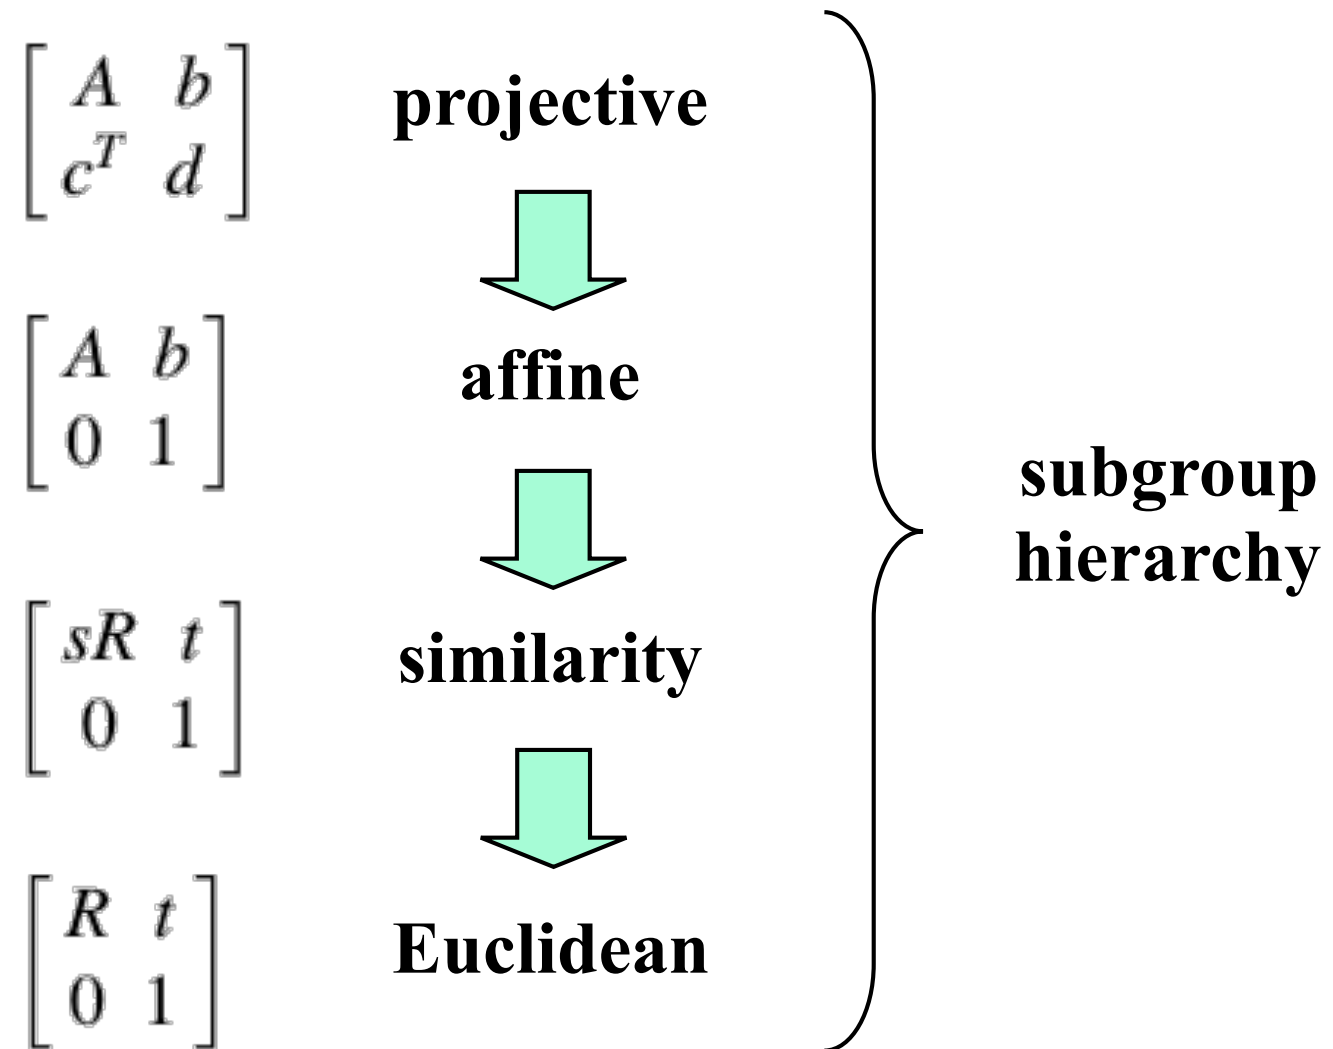 A b projective
c^T d
A b affine
0 1
subgroup
hierarchy
sR t similarity
0 1
R t Euclidean
0 1